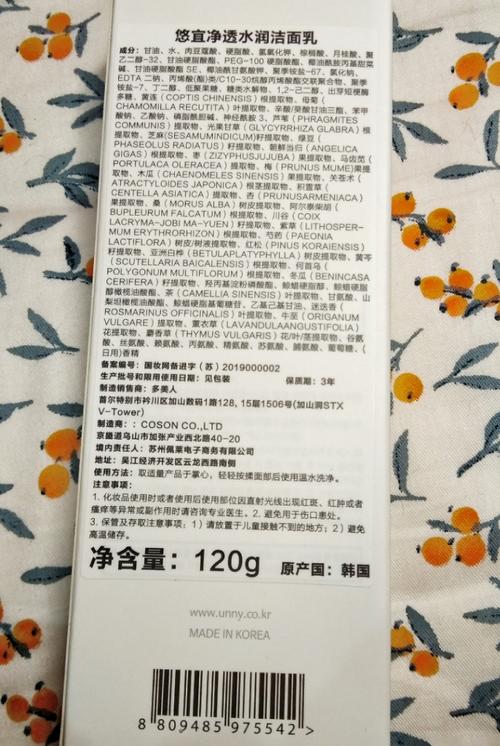 悠宜净透水润洁面乳
成分：甘油、水、肉豆蔻酸、硬脂酸、氢氧化钾、棕榈酸、月桂酸、聚
乙二醇-32、甘油硬脂酸酯、PEG-100 硬脂酸酯、椰油酰胺丙基甜菜
碱、甘油硬脂酸酯 SE、椰油酰甘氨酸钾、聚季铵盐-67、氯化钠、
EDTA 二钠、丙烯酸(酯)类/C10-30烷醇丙烯酸酯交联聚合物、聚季
铵盐-7、丁二醇、低聚果糖、糖类水解物、1,2-己二醇、出芽短梗酶
多糖、黄连（COPTIS CHINENSIS）根提取物、母菊（
CHAMOMILLA RECUTITA）叶提取物、辛酸/癸酸甘油三酯、苯甲
酸钠、乙酸钠、磷脂酰胆碱、神经酰胺 3、芦苇（PHRAGMITES
COMMUNIS）提取物、光果甘草（GLYCYRRHIZA GLABRA）根
提取物、芝麻(SESAMUMINDICUM)籽提取物、绿豆（
PHASEOLUS RADIATUS）籽提取物、朝鲜当归（ANGELICA
GIGAS）根提取物、枣（ZIZYPHUSJUJUBA）果提取物、马齿苋（
PORTULACA OLERACEA）提取物、梅（PRUNUS MUME)果提
取物、木瓜（CHAENOMELES SINENSIS）果提取物、关苍术（
ATRACTYLOIDES JAPONICA）根茎提取物、积雪草（
CENTELLA ASIATICA）提取物、杏（PRUNUSARMENIACA）
果提取物、桑（MORUS ALBA）树皮提取物、阿尔泰柴胡（
BUPLEURUM FALCATUM）根提取物、川谷（COIX
LACRYMA-JOBI MA-YUEN）籽提取物、紫草（LITHOSPER-
MUM ERYTHRORHIZON）根提取物、芍药（PAEONIA
LACTIFLORA）树皮/树液提取物、红松（PINUS KORAIENSIS）
籽提取物、亚洲白桦（BETULAPLATYPHYLLA）树皮提取物、黄芩
（SCUTELLARIA BAICALENSIS）根提取物、何首乌（
POLYGONUM MULTIFLORUM）根提取物、冬瓜（BENINCASA
CERIFERA）籽提取物、羟丙基淀粉磷酸酯、鲸蜡硬脂醇、鲸蜡硬脂
醇橄榄油酸酯、茶（CAMELLIA SINENSIS）叶提取物、甘氨酸、山
梨坦橄榄油酸酯、鲸蜡硬脂基葡糖苷、乙基己基甘油、迷迭香（
ROSMARINUS OFFICINALIS）叶提取物、牛至（ORIGANUM
VULGARE）提取物、薰衣草（LAVANDULAANGUSTIFOLIA）
花提取物、麝香草（THYMUS VULGARIS）花/叶/茎提取物、谷氨
酸、丝氨酸、赖氨酸、丙氨酸、精氨酸、苏氨酸、脯氨酸、葡萄糖、（
日用)香精
备案编号：国妆网备进字（苏）2019000002
生产批号和限用使用日期：见包装 保质期：3年
制造销售商：多美人
首尔特别市衿川区加山数码1路128, 15层1506号(加山洞STX
V-Tower)
制造商：：COSON CO.,LTD
京畿道乌山市加张产业西北路40-20
境内责任人：苏州佩莱电子商务有限公司
地址：吴江经济开发区云龙西路南侧
使用方法：取适量产品于掌心，轻轻按揉面部后使用温水洗净。
注意事项：
1. 化妆品使用时或者使用后使用部位因直射光线出现红斑、红肿或者
瘙痒等异常或副作用时请咨询专业医生。2. 避免用于伤口患处。
3. 保管及存取注意事项：1）请放置于儿童接触不到的地方；2）避免
高温储存。
净含量：120g 原产国：韩国
www.unny.co.kr
MADE IN KOREA
8 809485 975542 >